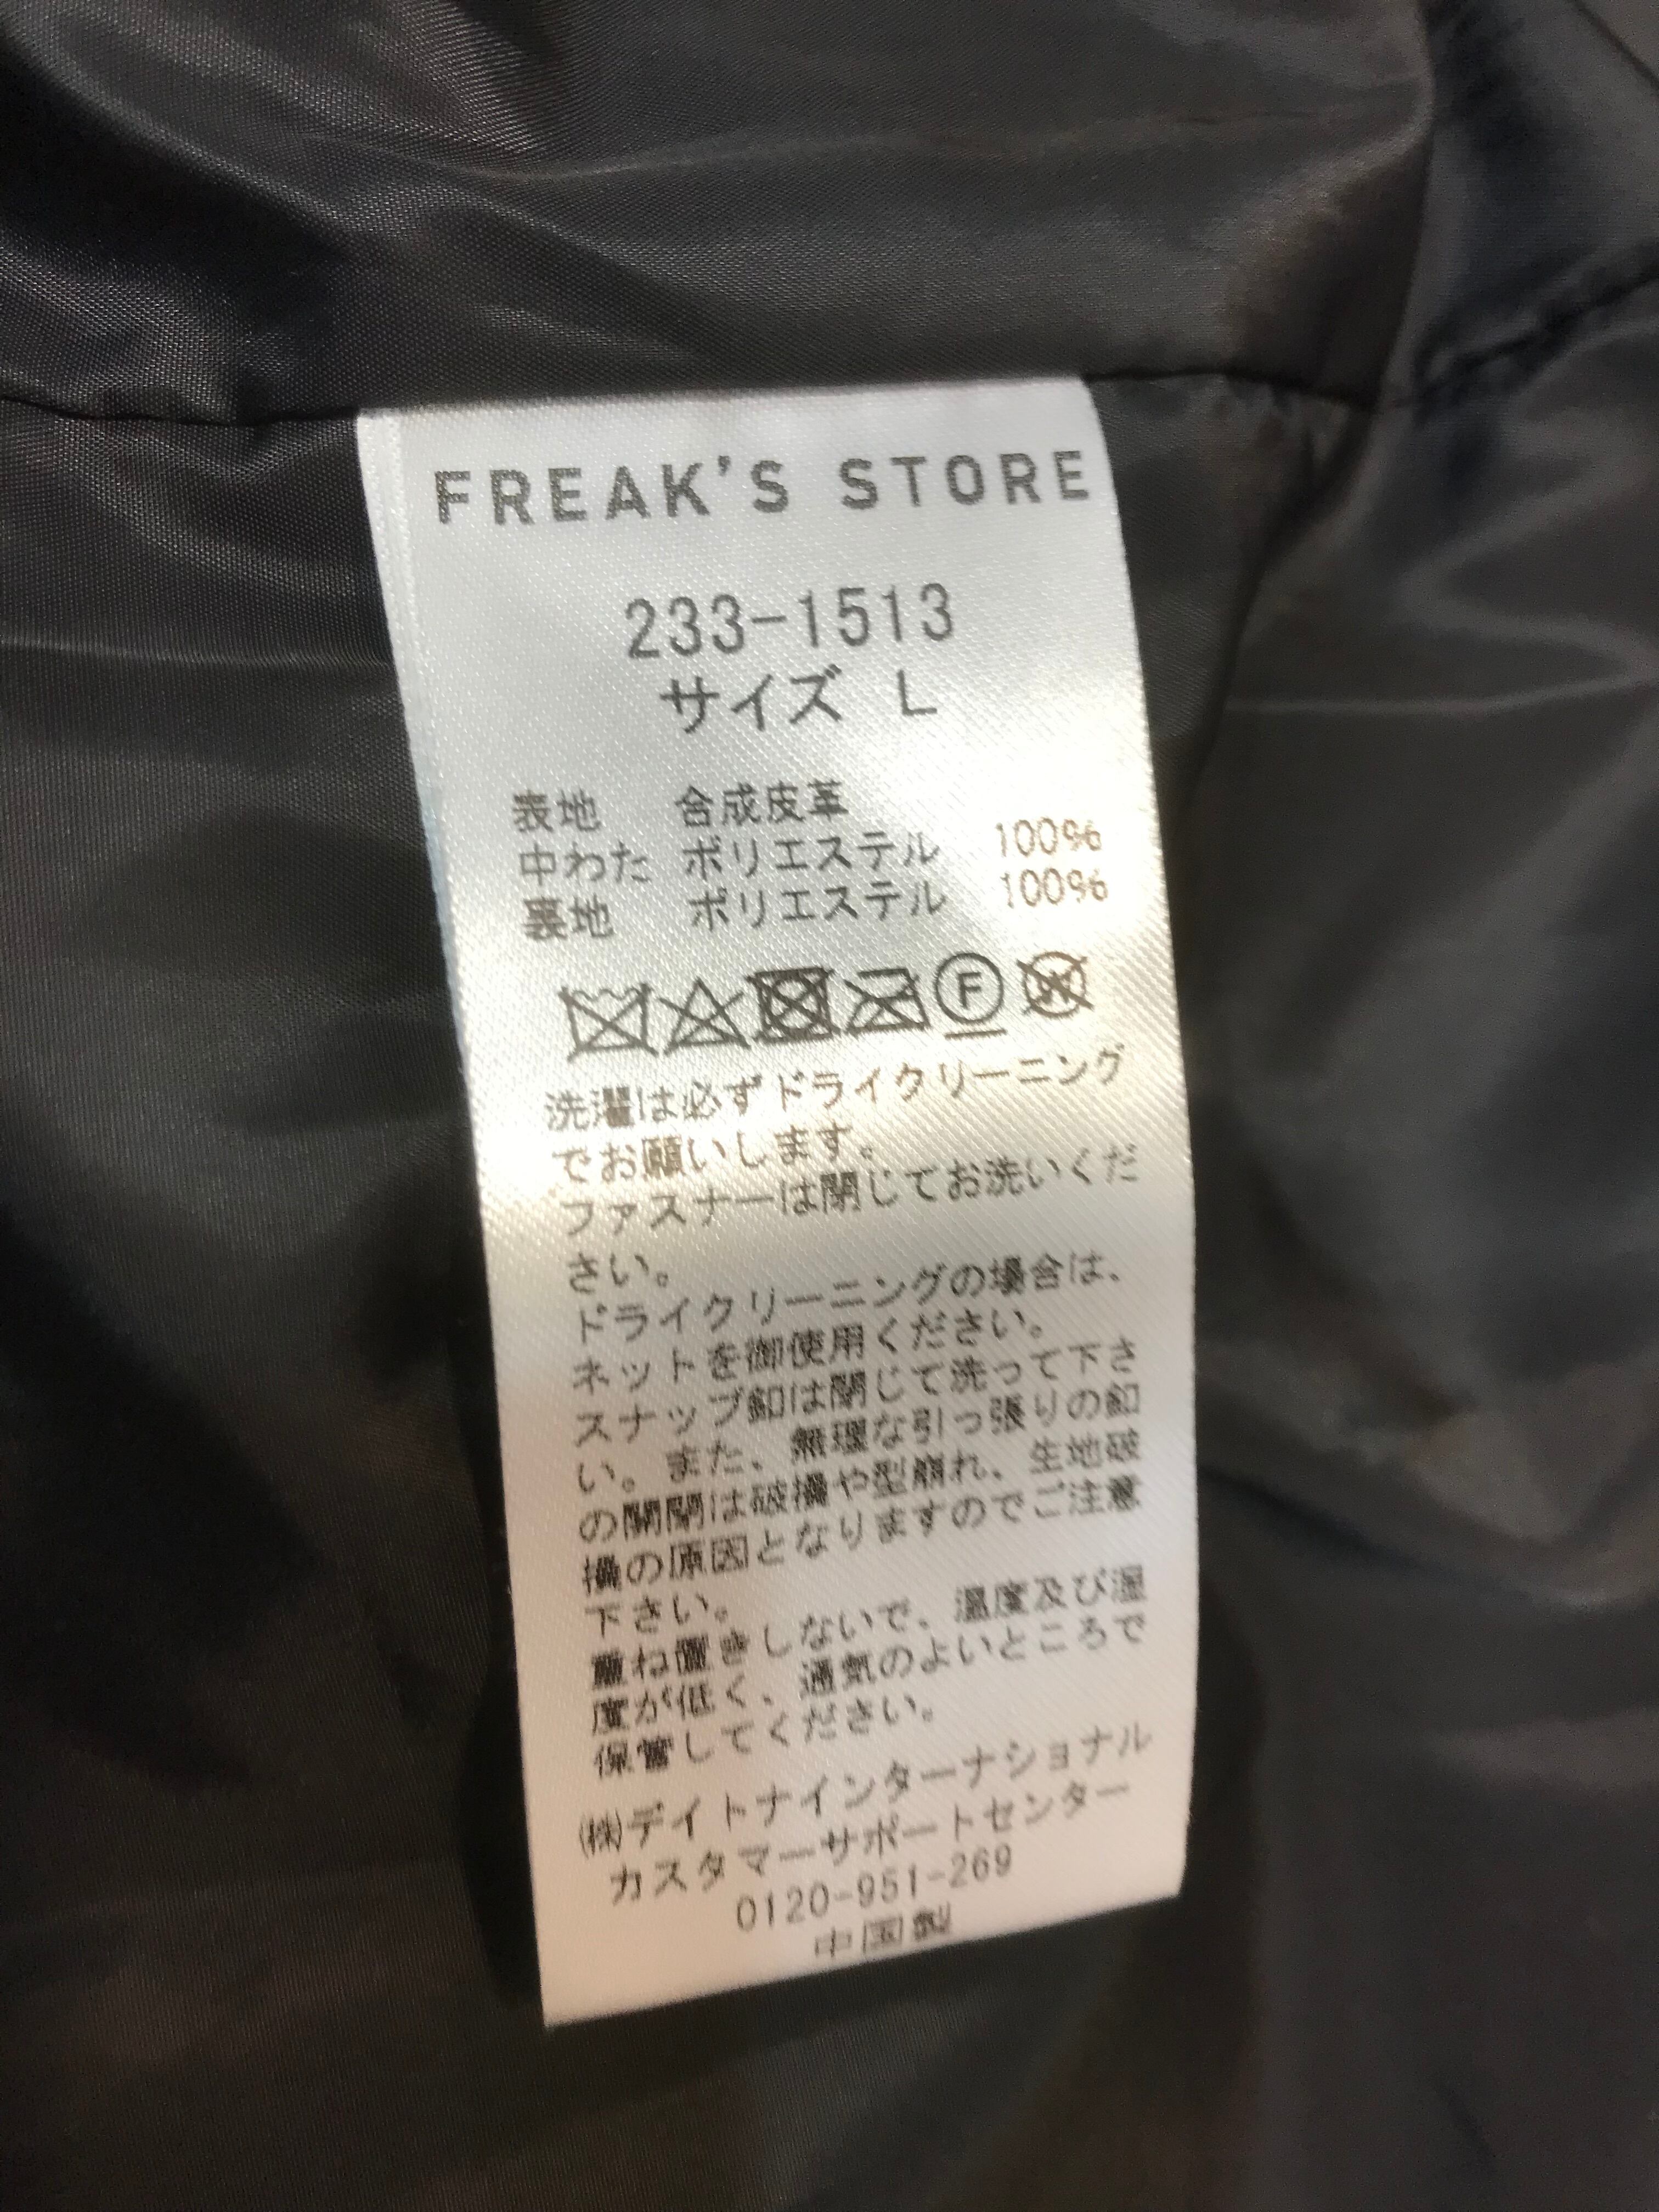 FREAK'S STORE
233-1513
サイズ L
表地 合成皮革
中わた ポリエステル 100%
裏地 ポリエステル 100%
F
W
洗濯は必ずドライクリーニング
でお願いします。
ファスナーは閉じてお洗いくだ
さい。
ドライクリーニングの場合は、
ネットを御使用ください。
スナップ釦は閉じて洗って下さ
い。また、無理な引っ張りの釦
の開閉は破損や型崩れ、生地破
損の原因となりますのでご注意
下さい。
重ね置きしないで、温度及び湿
度が低く、通気のよいところで
保管してください。
㈱デイトナインターナショナル
カスタマーサポートセンター
0120-951-269
中国製